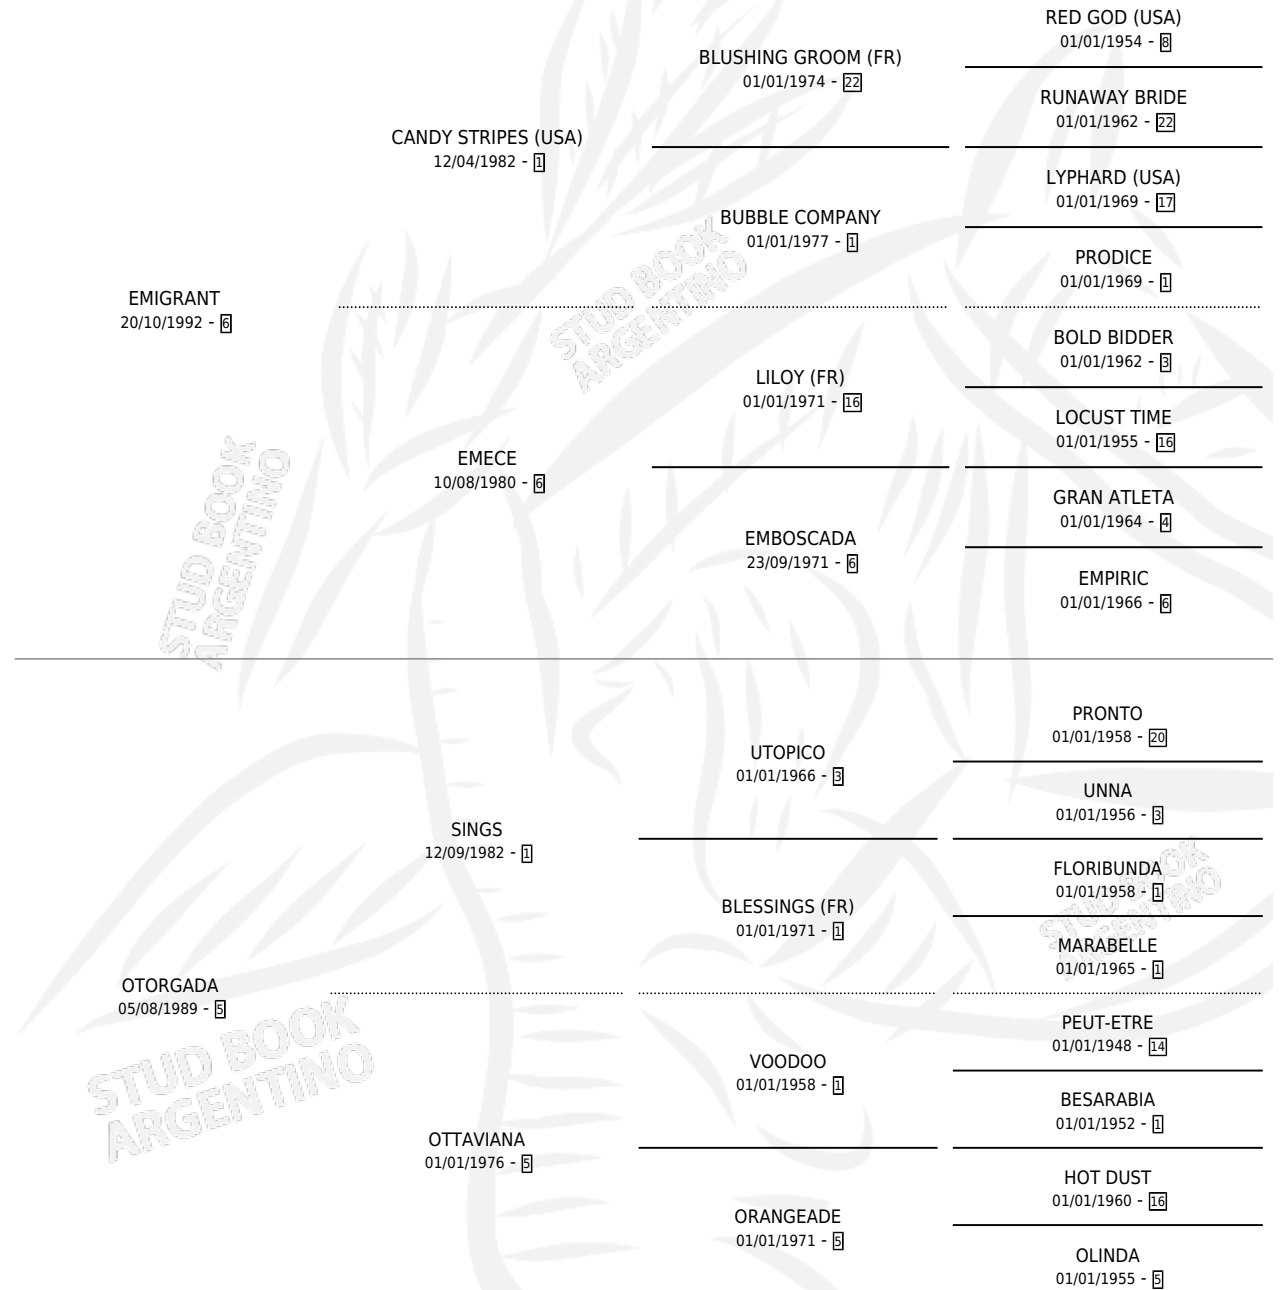 RED GOD (USA)
01/01/1954 - 8
BLUSHING GROOM (FR)
01/01/1974 - 22
RUNAWAY BRIDE
01/01/1962 - 22
CANDY STRIPES (USA)
12/04/1982 - 1
LYPHARD (USA)
01/01/1969 - 17
BUBBLE COMPANY
01/01/1977 - 1
PRODICE
01/01/1969 - 1
EMIGRANT
20/10/1992 - 6
BOLD BIDDER
01/01/1962 - 3
LILOY (FR)
01/01/1971 - 16
LOCUST TIME
01/01/1955 - 16
EMECE
10/08/1980 - 6
GRAN ATLETA
01/01/1964 - 4
EMBOSCADA
23/09/1971 - 6
EMPIRIC
01/01/1966 - 6
PRONTO
01/01/1958 - 20
UTOPICO
01/01/1966 - 3
UNNA
01/01/1956 - 3
SINGS
12/09/1982 - 1
FLORIBUNDA
01/01/1958 - 1
BLESSINGS (FR)
01/01/1971 - 1
MARABELLE
01/01/1965 - 1
OTORGADA
05/08/1989 - 5
PEUT-ETRE
01/01/1948 - 14
VOODOO
01/01/1958 - 1
BESARABIA
01/01/1952 - 1
OTTAVIANA
01/01/1976 - 5
HOT DUST
01/01/1960 - 16
ORANGEADE
01/01/1971 - 5
OLINDA
01/01/1955 - 5
STUD BOOK
ARGENTINO
STUD BOOK
ARGENTINO
STUD BOOK
ARGENTINO
STUD BOOK
ARGENTINO